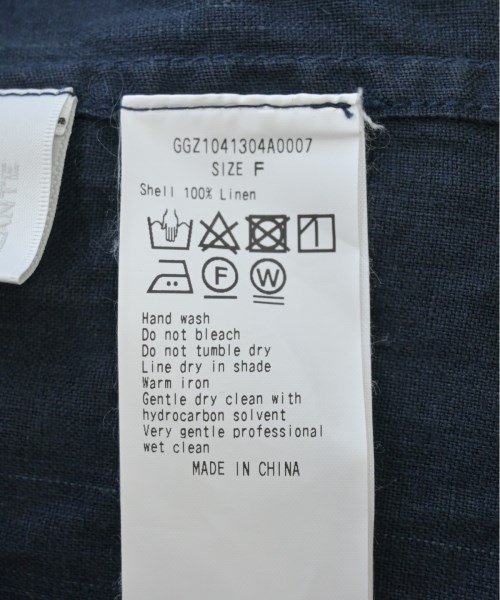 GGZ1041304A0007
SIZE F
Shell 100% Linen
F
W
Hand wash
Do not bleach
Do not tumble dry
Line dry in shade
Warm iron
Gentle dry clean with
hydrocarbon solvent
Very gentle professional
wet clean
MADE IN CHINA